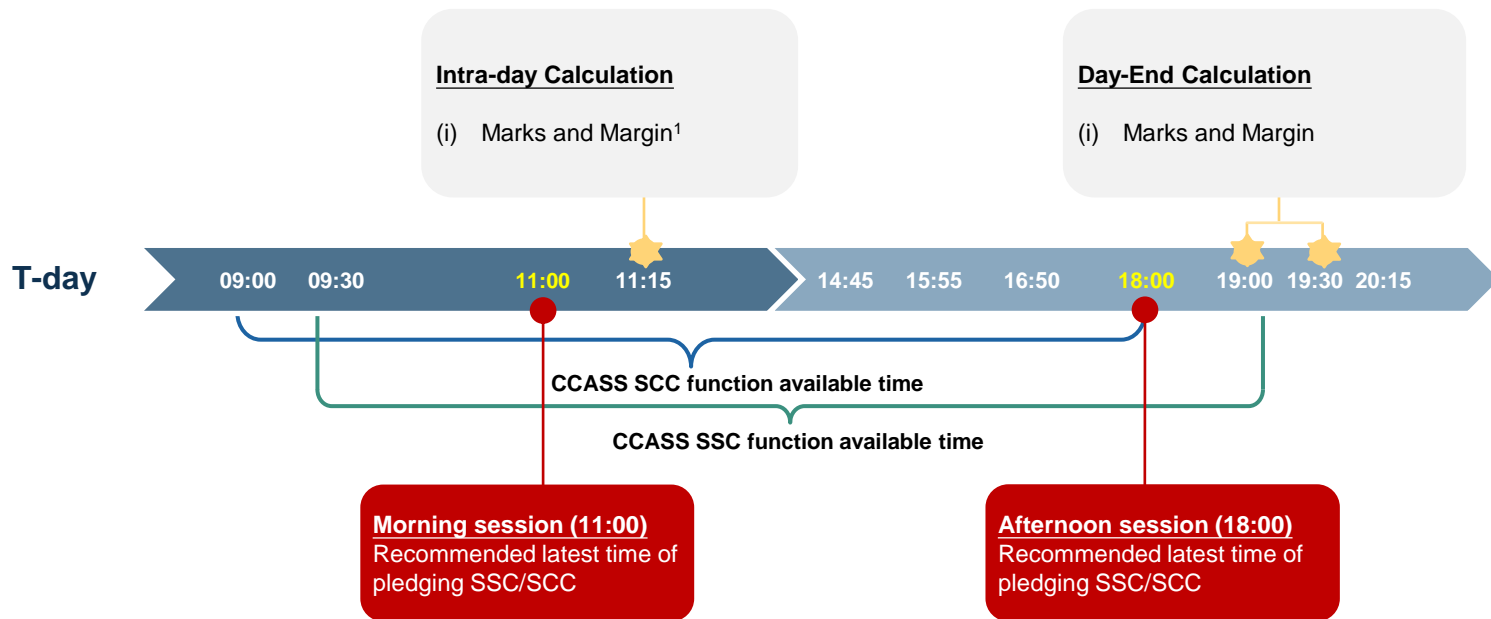 Intra-day Calculation
(i) Marks and Margin¹
Day-End Calculation
(i) Marks and Margin
T-day
09:00 09:30 11:00 11:15 14:45 15:55 16:50 18:00 19:00 19:30 20:15
CCASS SCC function available time
CCASS SSC function available time
Morning session (11:00)
Recommended latest time of
pledging SSC/SCC
Afternoon session (18:00)
Recommended latest time of
pledging SSC/SCC